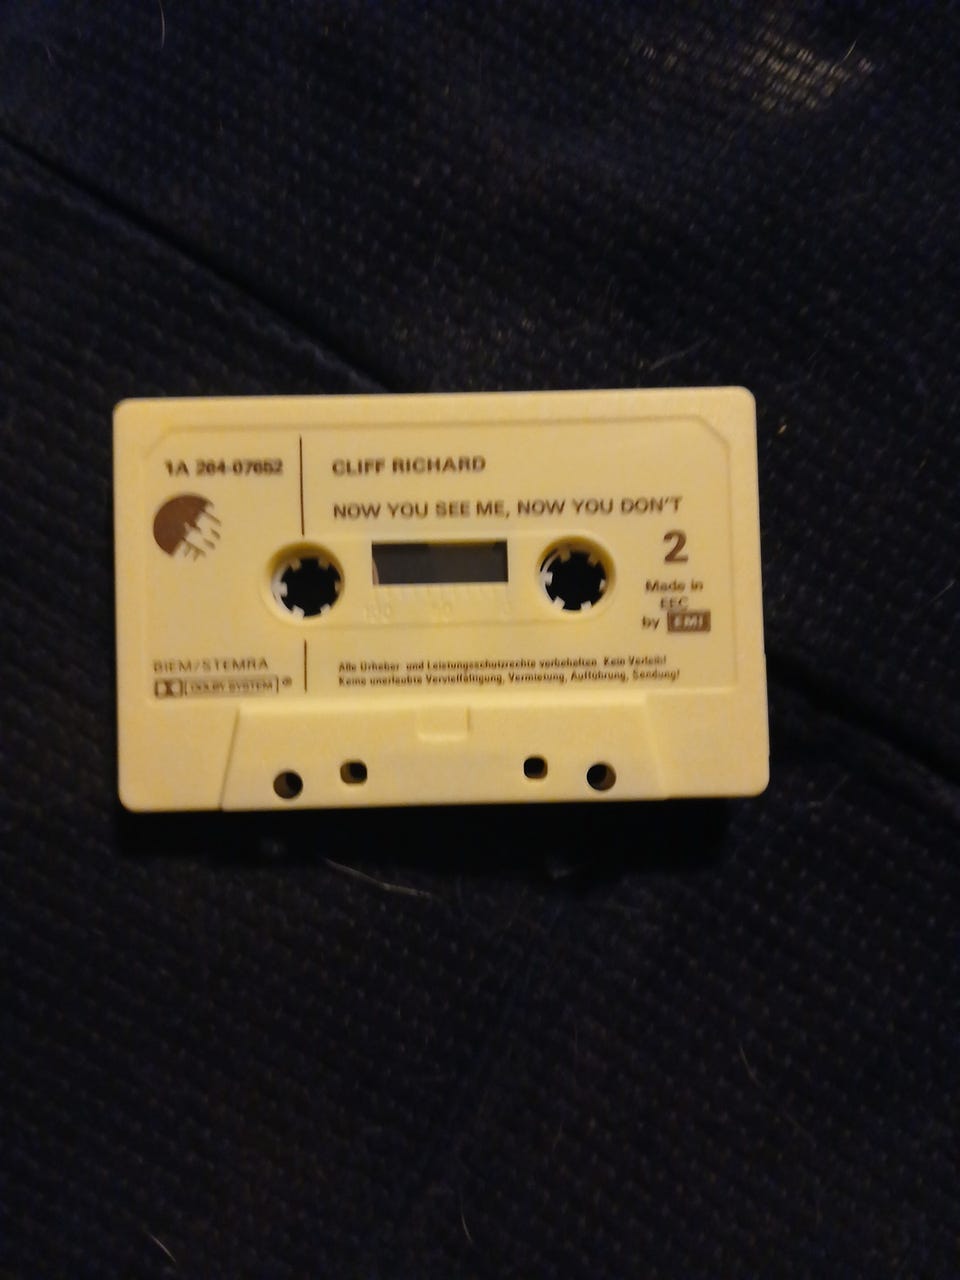 1A 264-07652
CLIFF RICHARD
NOW YOU SEE ME, NOW YOU DON'T
EMI
2
Made in
EEC
by EMI
100 50 0
BIEM/STEMRA
DOLBY SYSTEM ®
Alle Urheber- und Leistungsschutzrechte vorbehalten. Kein Verleih!
Keine unerlaubte Vervielfältigung, Vermietung, Aufführung, Sendung!